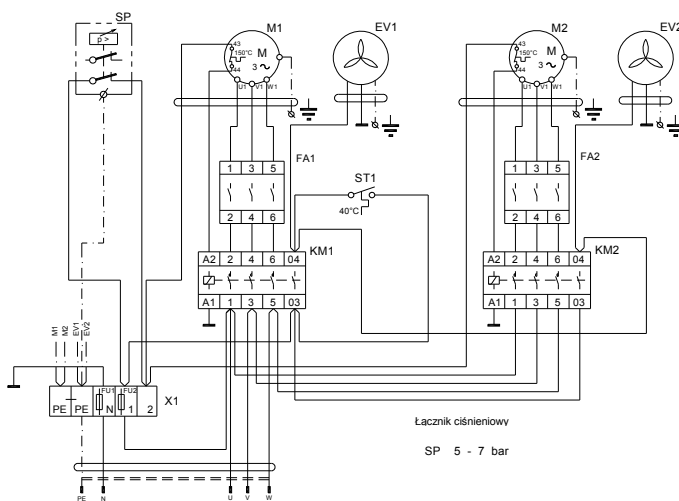 SP
p >
M1
43
150°C
M
44
3 ~
U1 V1 W1
EV1
M2
43
150°C
M
44
3 ~
U1 V1 W1
EV2
FA1
1 3 5
2 4 6
ST1
40°C
FA2
1 3 5
2 4 6
KM1
A2 2 4 6 04
A1 1 3 5 03
KM2
A2 2 4 6 04
A1 1 3 5 03
M1
M2
EV1
EV2
FU1 FU2
PE PE N 1 2
X1
Łącznik ciśnieniowy
SP 5 - 7 bar
PE N U V W